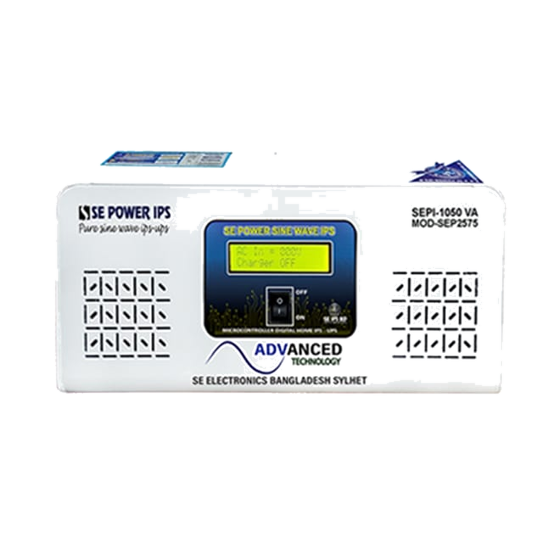 SE POWER IPS
Pure sine wave ips-ups
SEPI-1050 VA
MOD-SEP2575
SE POWER SINE WAVE IPS
AC In = 000V
Charger OFF
OFF
ON
MICROCONTROLLER DIGITAL HOME IPS - UPS
ADVANCED
TECHNOLOGY
SE ELECTRONICS BANGLADESH SYLHET